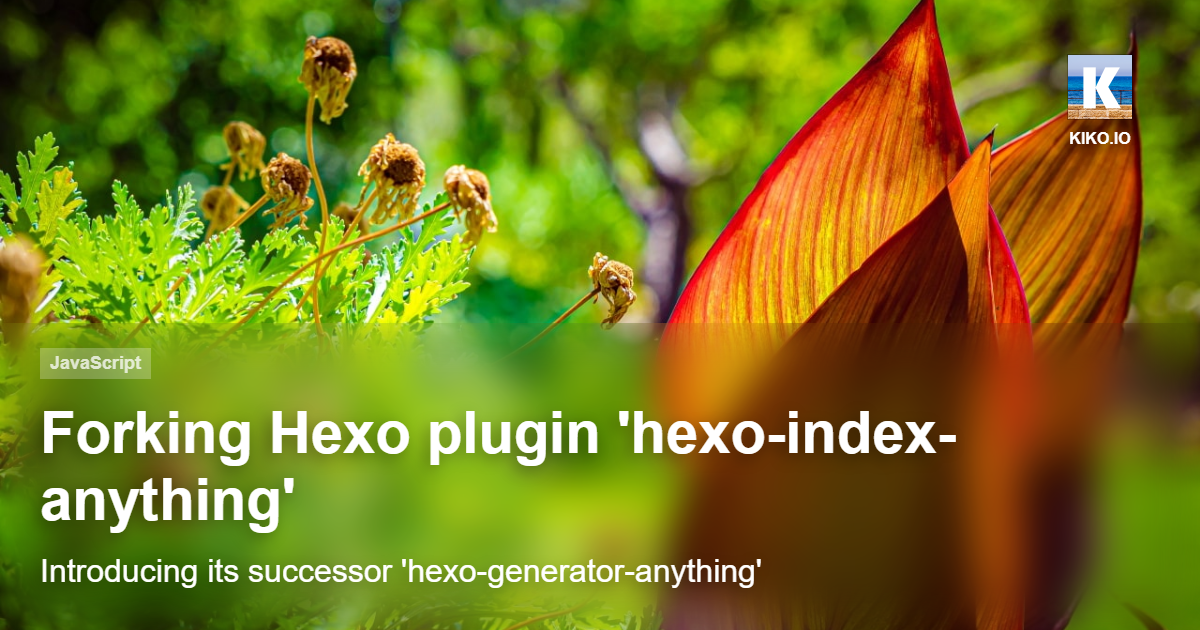 K
KIKO.IO
JavaScript
Forking Hexo plugin 'hexo-index-
anything'
Introducing its successor 'hexo-generator-anything'